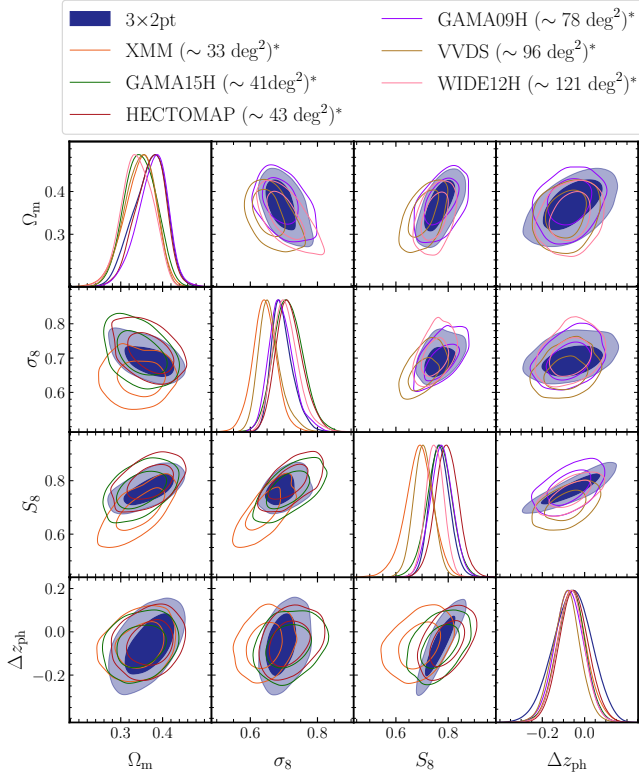 3×2pt
XMM (∼ 33 deg²)*
GAMA15H (∼ 41deg²)*
HECTOMAP (∼ 43 deg²)*
GAMA09H (∼ 78 deg²)*
VVDS (∼ 96 deg²)*
WIDE12H (∼ 121 deg²)*
Ωm
0.4
0.3
σ8
0.8
0.7
0.6
S8
0.8
0.6
Δzph
0.2
0.0
−0.2
0.3 0.4
0.6 0.8
0.6 0.8
−0.2 0.0
Ωm
σ8
S8
Δzph